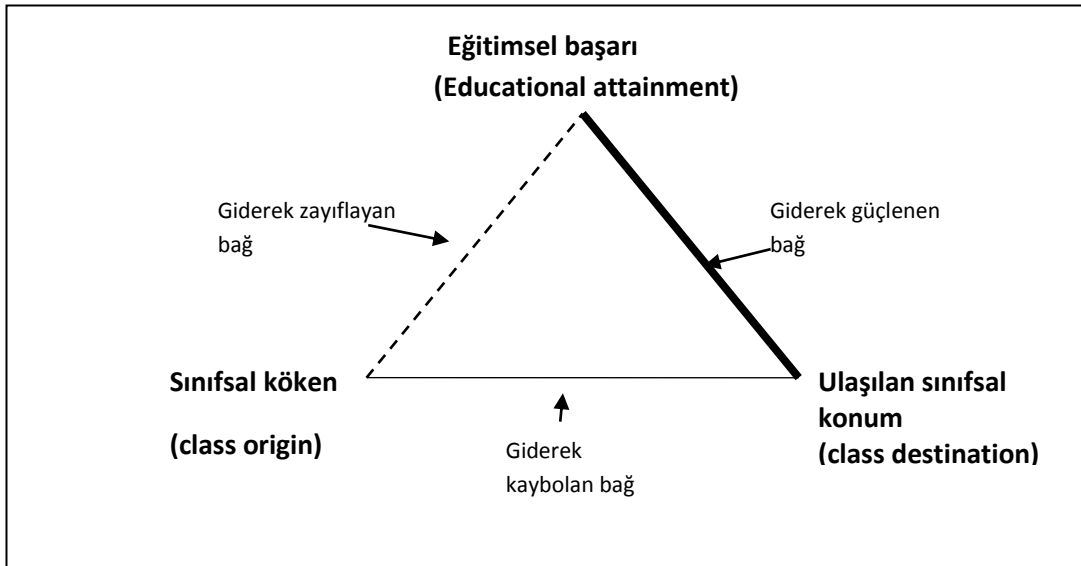 Eğitimsel başarı
(Educational attainment)
Giderek zayıflayan
bağ
Giderek güçlenen
bağ
Sınıfsal köken
(class origin)
Ulaşılan sınıfsal
konum
(class destination)
Giderek
kaybolan bağ